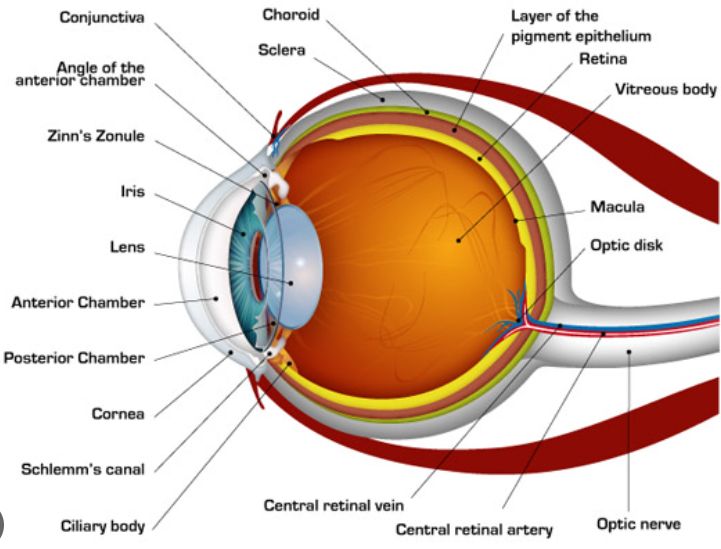 Conjunctiva
Angle of the
anterior chamber
Zinn's Zonule
Iris
Lens
Anterior Chamber
Posterior Chamber
Cornea
Schlemm's canal
Ciliary body
Choroid
Sclera
Layer of the
pigment epithelium
Retina
Vitreous body
Macula
Optic disk
Central retinal vein
Central retinal artery
Optic nerve